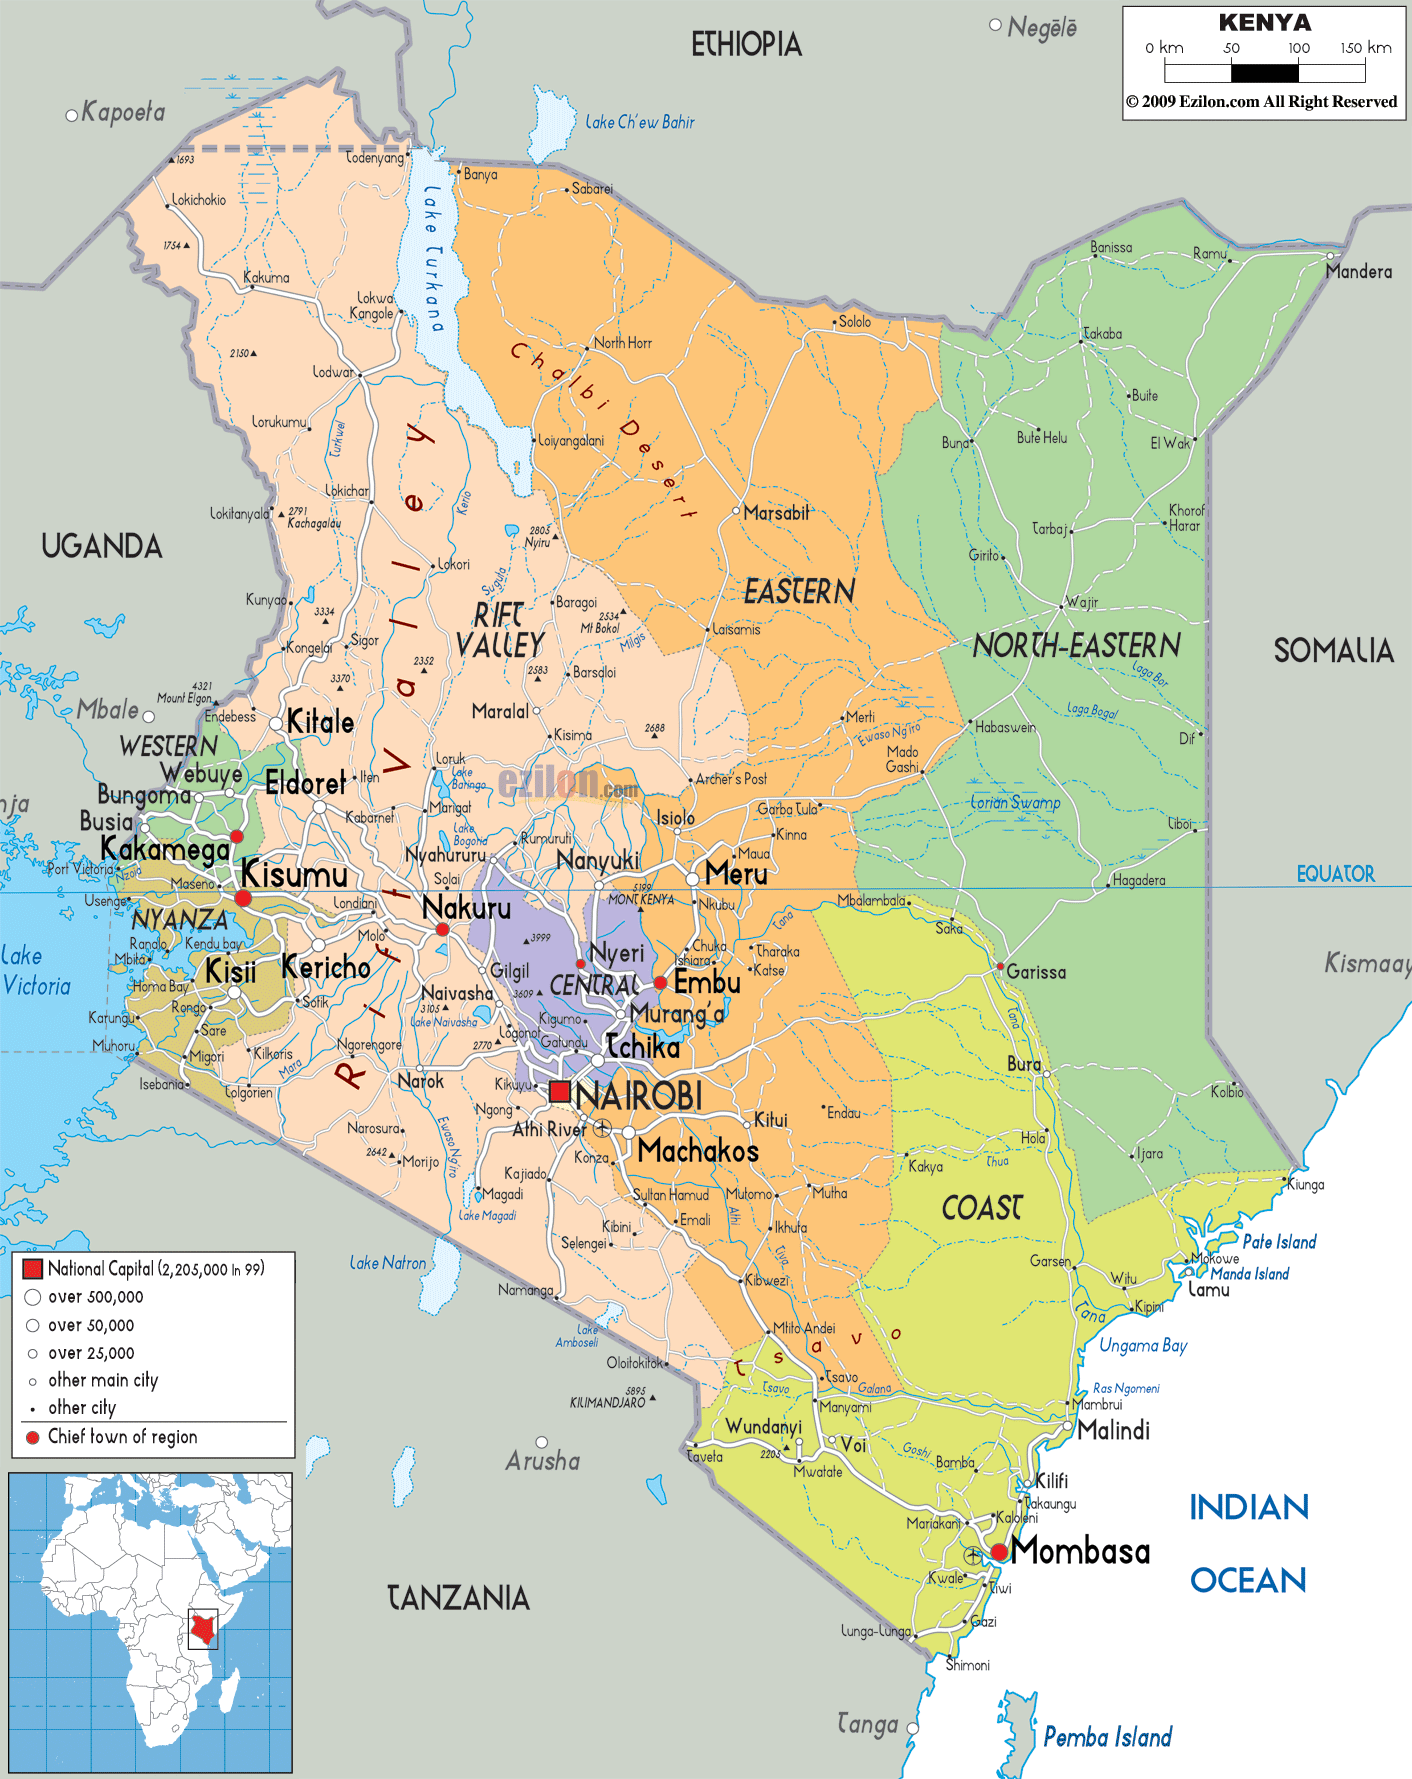 KENYA
0 km 50 100 150 km
© 2009 Ezilon.com All Right Reserved
ETHIOPIA
Negēlē
Kapoeta
Lake Ch'ew Bahir
1693
Todenyang
Banya
Sabarei
Lokichokio
1754
Lake Turkana
Banissa
Ramu
Mandera
Kakuma
Lokwa
Kangole
Sololo
North Horr
Takaba
2150
Lodwar
Chalbi Desert
Buite
Lorukumu
Turkwel
Loiyangalani
Buna
Bute Helu
El Wak
Lokichar
Kerio
Lokitanyala
2791
Kachagalau
Marsabit
Khorof
Harar
Tarbaj
UGANDA
2805
Nyiru
Girito
Lokori
Sugula
EASTERN
Kunyao
3334
Baragoi
2534
Mt Bokol
Wajir
RIFT
VALLEY
Laisamis
Milgis
Kongelai
Sigor
NORTH-EASTERN
SOMALIA
2352
2583
Barsaloi
Laga Bor
3370
4321
Mount Elgon
Mbale
Endebess
Kitale
Maralal
Merti
Laga Bogal
Habaswein
Ewaso Ng'iro
Dif
2688
Kisima
WESTERN
Mado
Gashi
Webuye
Eldoret
Iten
Loruk
Lake
Baringo
ezilon.com
Archer's Post
Bungoma
Lorian Swamp
Busia
Kabarnet
Marigat
Isiolo
Garba Tula
Liboi
Kakamega
Lake
Bogoria
Rumuruti
Kinna
Port Victoria
Nzoia
Nyahururu
Nanyuki
Maua
Maseno
Kisumu
Solai
Meru
EQUATOR
Hagadera
Usenge
Londiani
Nakuru
5199
MONT KENYA
Nkubu
Mbalambala
NYANZA
Tana
Saka
Ranalo
Kendu bay
Molo
3999
Chuka
Tharaka
Lake
Victoria
Mbita
Kisii
Kericho
Gilgil
Nyeri
Ishiara
Katse
Garissa
Kismaay
Homa Bay
CENTRAL
Embu
Rongo
Sotik
Naivasha
3609
Karungu
3105
Murang'a
Tana
Sare
Lake Naivasha
Kigumo
Longonot
Muhoru
Migori
Kilkoris
Ngorengore
2770
Gatundu
Tchika
Mara
Bura
Isebania
Lolgorien
Narok
Kikuyu
NAIROBI
Kolbio
Ngong
Endau
Narosura
Ewaso Ng'iro
Athi River
Kitui
Hola
2642
Morijo
Konza
Machakos
Kakya
Thua
Ijara
Kajiado
Magadi
Sultan Hamud
Mutomo
Mutha
Kiunga
Lake Magadi
Kibini
Emali
Athi
Ikhuta
COAST
Selengei
Tiva
Pate Island
Lake Natron
Garsen
Mokowe
Manda Island
Namanga
Kibwezi
Witu
Lamu
Kipini
Tana
Lake
Amboseli
Mtito Andei
Ungama Bay
Oloitokitok
Tsavo
5895
KILIMANDJARO
Tsavo
Tsavo
Galana
Ras Ngomeni
Manyami
Mambrui
Wundanyi
Voi
Malindi
Arusha
Taveta
2205
Mwatate
Goshi
Bamba
Kilifi
Takaungu
Mariakani
Kaloleni
INDIAN
OCEAN
Mombasa
Kwale
Tiwi
TANZANIA
Gazi
Lunga-Lunga
Shimoni
Tanga
Pemba Island
Rift Valley
nja
National Capital (2,205,000 in 99)
over 500,000
over 50,000
over 25,000
other main city
other city
Chief town of region